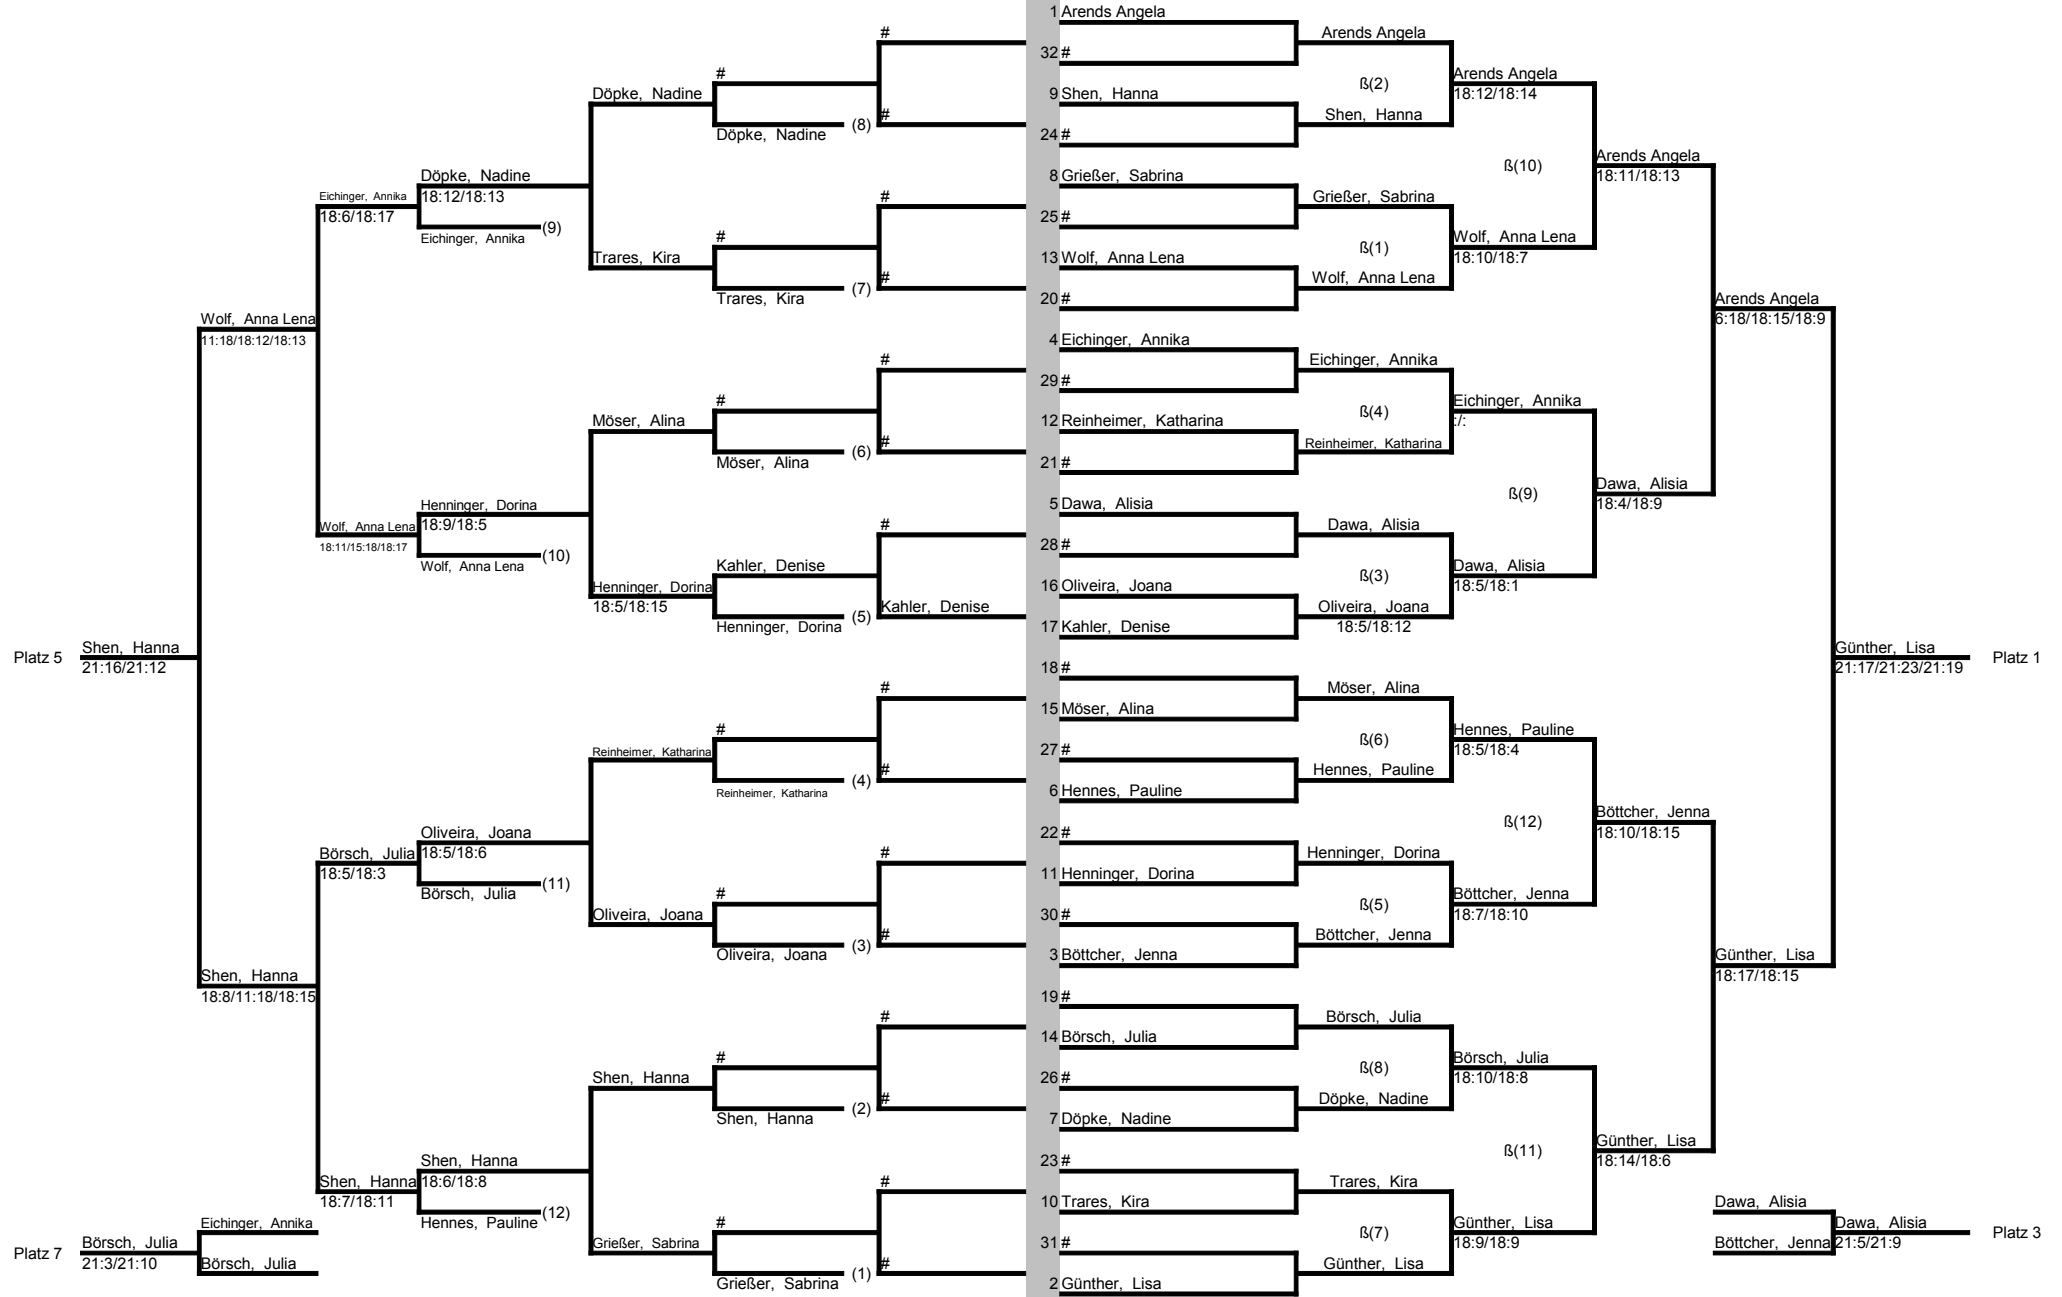 1 Arends Angela
# Arends Angela
32 #
# Arends Angela
Döpke, Nadine 9 Shen, Hanna ß(2) 18:12/18:14
# Shen, Hanna
Döpke, Nadine (8) 24 #
Döpke, Nadine 8 Grießer, Sabrina ß(10) Arends Angela
18:12/18:13 18:11/18:13
Eichinger, Annika # Grießer, Sabrina
18:6/18:17 25 #
Eichinger, Annika (9)
Trares, Kira # 13 Wolf, Anna Lena ß(1) Wolf, Anna Lena
18:10/18:7
# Wolf, Anna Lena
Trares, Kira (7) 20 #
Arends Angela
Wolf, Anna Lena 6:18/18:15/18:9
11:18/18:12/18:13 4 Eichinger, Annika
# Eichinger, Annika
29 #
# Eichinger, Annika
Möser, Alina 12 Reinheimer, Katharina ß(4) :/:
# Reinheimer, Katharina
Möser, Alina (6) 21 #
Henninger, Dorina 5 Dawa, Alisia ß(9) Dawa, Alisia
18:9/18:5 18:4/18:9
Wolf, Anna Lena # Dawa, Alisia
18:11/15:18/18:17 28 #
Wolf, Anna Lena (10)
Kahler, Denise Dawa, Alisia
Henninger, Dorina 16 Oliveira, Joana ß(3) 18:5/18:1
18:5/18:15 Kahler, Denise Oliveira, Joana
Henninger, Dorina (5) 17 Kahler, Denise 18:5/18:12
Platz 5 Shen, Hanna Günther, Lisa Platz 1
21:16/21:12 18 # 21:17/21:23/21:19
# Möser, Alina
15 Möser, Alina
# Hennes, Pauline
Reinheimer, Katharina 27 # ß(6) 18:5/18:4
# Hennes, Pauline
Reinheimer, Katharina (4) 6 Hennes, Pauline
Oliveira, Joana 22 # ß(12) Böttcher, Jenna
18:5/18:6 18:10/18:15
Börsch, Julia # Henninger, Dorina
18:5/18:3 11 Henninger, Dorina
Börsch, Julia (11)
# Böttcher, Jenna
Oliveira, Joana 30 # ß(5) 18:7/18:10
# Böttcher, Jenna
Oliveira, Joana (3) 3 Böttcher, Jenna Günther, Lisa
Shen, Hanna 18:17/18:15
18:8/11:18/18:15 19 #
# Börsch, Julia
14 Börsch, Julia
# Börsch, Julia
Shen, Hanna 26 # ß(8) 18:10/18:8
# Döpke, Nadine
Shen, Hanna (2) 7 Döpke, Nadine
Shen, Hanna 23 # ß(11) Günther, Lisa
18:6/18:8 18:14/18:6
Shen, Hanna # Trares, Kira
18:7/18:11 10 Trares, Kira Dawa, Alisia
Hennes, Pauline (12)
Eichinger, Annika # Günther, Lisa Dawa, Alisia
Platz 7 Börsch, Julia Grießer, Sabrina 31 # ß(7) 18:9/18:9 Böttcher, Jenna 21:5/21:9 Platz 3
21:3/21:10 Börsch, Julia # Günther, Lisa
Grießer, Sabrina (1) 2 Günther, Lisa